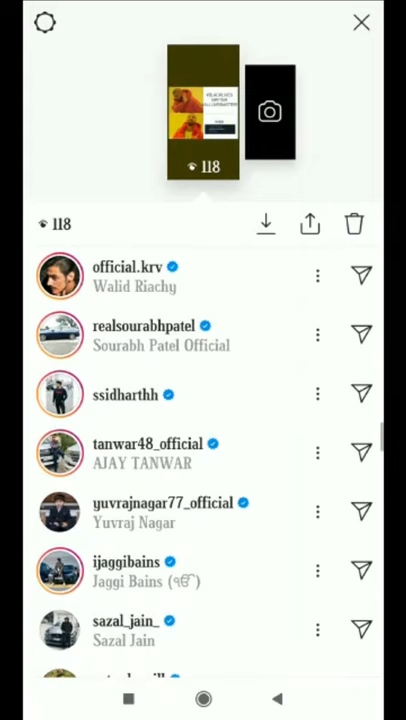 118
118
official.krv
Walid Riachy
realsourabhpatel
Sourabh Patel Official
ssidharthh
tanwar48_official
AJAY TANWAR
yuvrajnagar77_official
Yuvraj Nagar
ijaggibains
Jaggi Bains (ੴ)
sazal_jain_
Sazal Jain